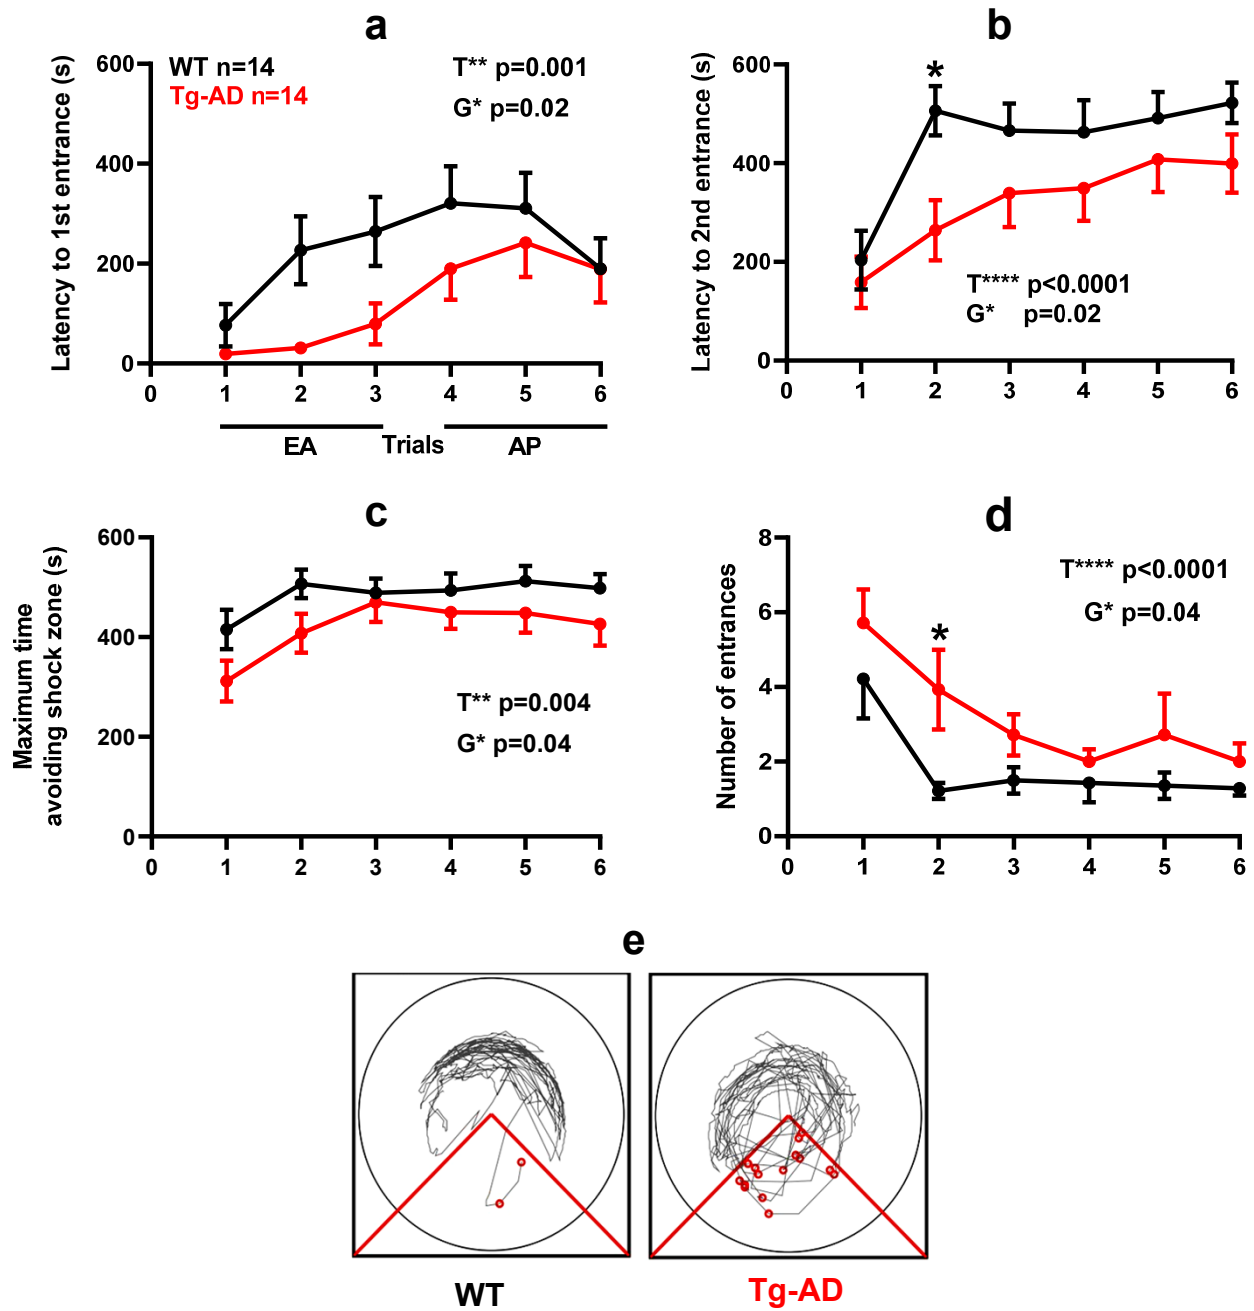 a
Latency to 1st entrance (s)
600
400
200
0
WT n=14
Tg-AD n=14
T** p=0.001
G* p=0.02
0 1 2 3 4 5 6
EA Trials AP
b
Latency to 2nd entrance (s)
600
400
200
0
*
T**** p<0.0001
G* p=0.02
0 1 2 3 4 5 6
c
Maximum time
avoiding shock zone (s)
600
400
200
0
T** p=0.004
G* p=0.04
0 1 2 3 4 5 6
d
Number of entrances
8
6
4
2
0
T**** p<0.0001
G* p=0.04
*
0 1 2 3 4 5 6
e
WT
Tg-AD